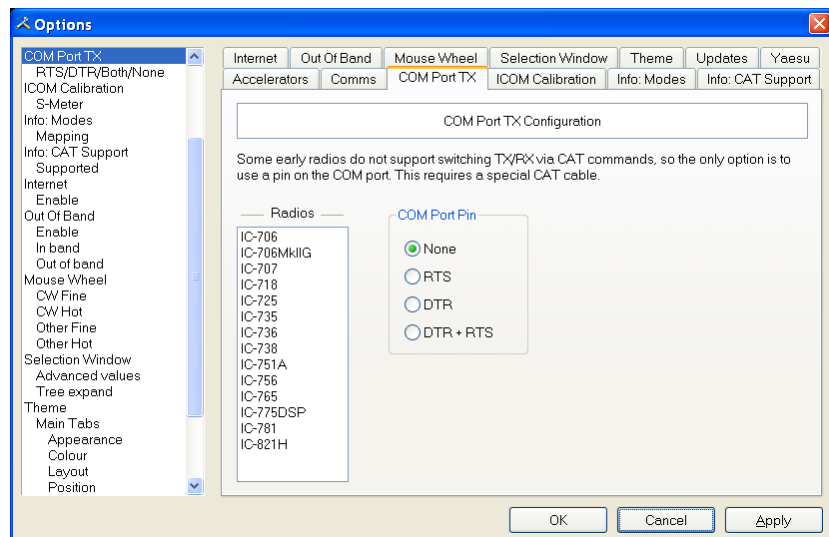 Options
COM Port TX
RTS/DTR/Both/None
ICOM Calibration
S-Meter
Info: Modes
Mapping
Info: CAT Support
Supported
Internet
Enable
Out Of Band
Enable
In band
Out of band
Mouse Wheel
CW Fine
CW Hot
Other Fine
Other Hot
Selection Window
Advanced values
Tree expand
Theme
Main Tabs
Appearance
Colour
Layout
Position
Internet Out Of Band Mouse Wheel Selection Window Theme Updates Yaesu
Accelerators Comms COM Port TX ICOM Calibration Info: Modes Info: CAT Support
COM Port TX Configuration
Some early radios do not support switching TX/RX via CAT commands, so the only option is to
use a pin on the COM port. This requires a special CAT cable.
Radios
IC-706
IC-706MkIIG
IC-707
IC-718
IC-725
IC-735
IC-736
IC-738
IC-751A
IC-756
IC-765
IC-775DSP
IC-781
IC-821H
COM Port Pin
None
RTS
DTR
DTR + RTS
OK Cancel Apply